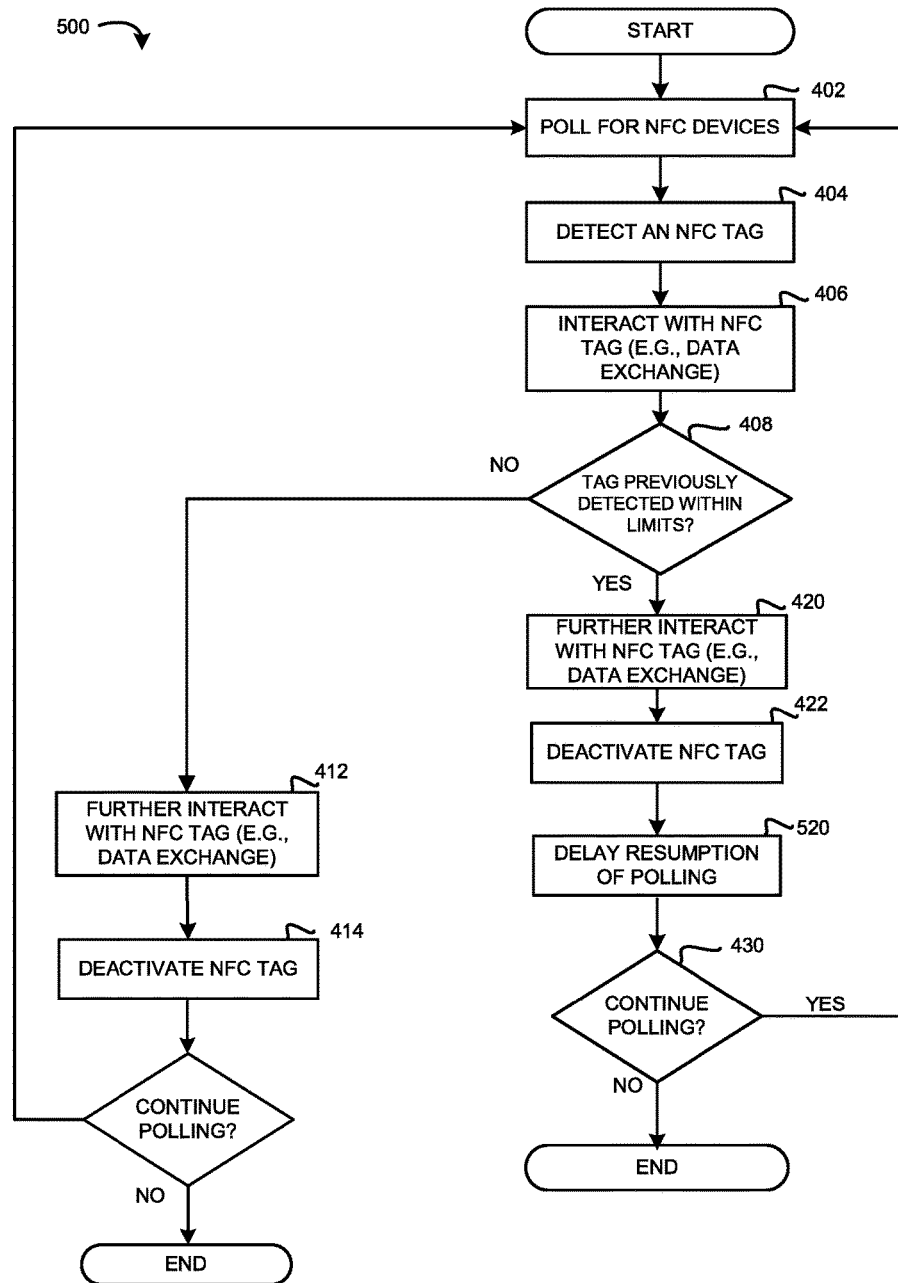 500
START
402
POLL FOR NFC DEVICES
404
DETECT AN NFC TAG
406
INTERACT WITH NFC
TAG (E.G., DATA
EXCHANGE)
408
NO
TAG PREVIOUSLY
DETECTED WITHIN
LIMITS?
YES
420
FURTHER INTERACT
WITH NFC TAG (E.G.,
DATA EXCHANGE)
422
DEACTIVATE NFC TAG
412
FURTHER INTERACT
WITH NFC TAG (E.G.,
DATA EXCHANGE)
520
DELAY RESUMPTION
OF POLLING
414
DEACTIVATE NFC TAG
430
CONTINUE
POLLING?
YES
NO
CONTINUE
POLLING?
NO
END
END